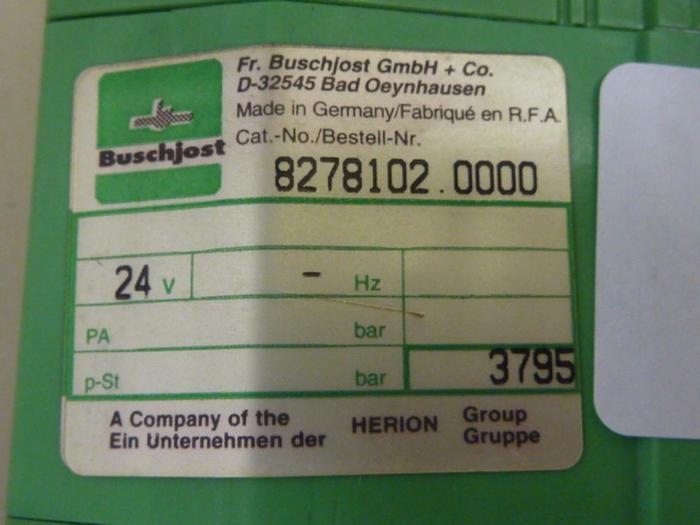 Fr. Buschjost GmbH + Co.
D-32545 Bad Oeynhausen
Made in Germany/Fabriqué en R.F.A.
Cat.-No./Bestell-Nr.
Buschjost
8278102.0000
24 V - Hz
PA bar
p-St bar 3795
A Company of the HERION Group
Ein Unternehmen der Gruppe